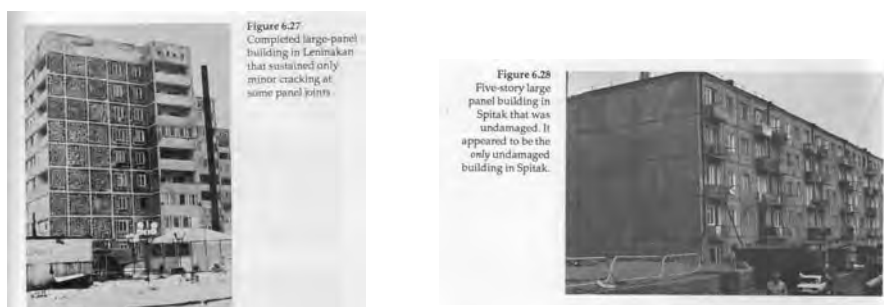 Figure 6.27
Completed large-panel
building in Leninakan
that sustained only
minor cracking at
some panel joints
Figure 6.28
Five-story large
panel building in
Spitak that was
undamaged. It
appeared to be the
only undamaged
building in Spitak.